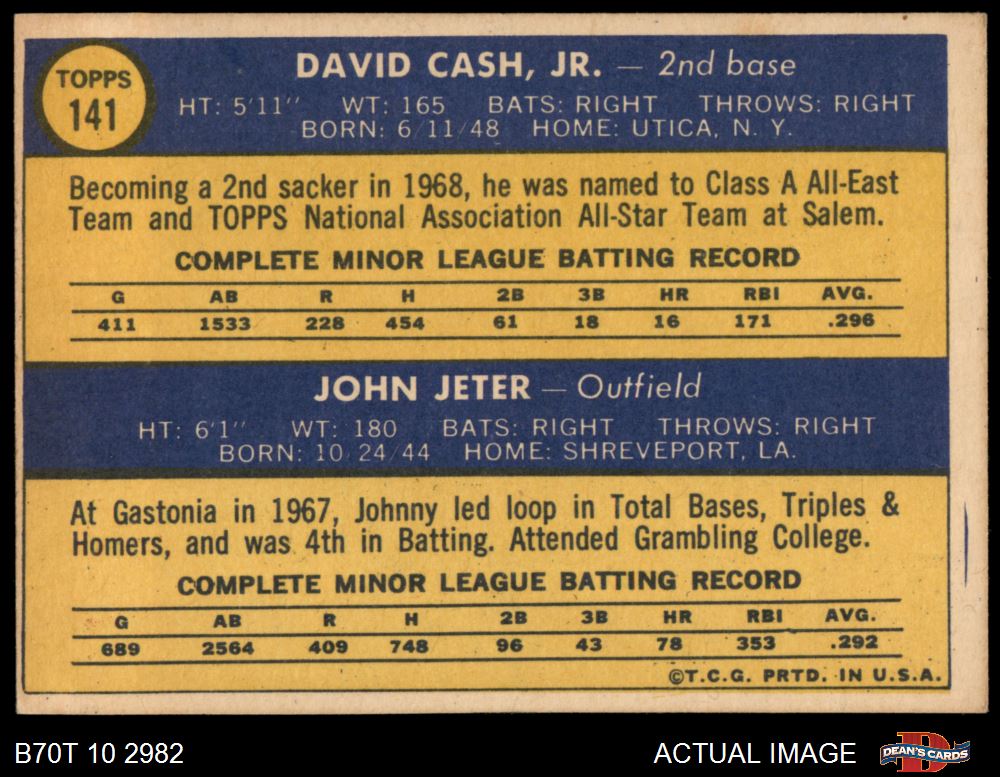 TOPPS
141
DAVID CASH, JR. — 2nd base
HT: 5'11" WT: 165 BATS: RIGHT THROWS: RIGHT
BORN: 6/11/48 HOME: UTICA, N. Y.
Becoming a 2nd sacker in 1968, he was named to Class A All-East
Team and TOPPS National Association All-Star Team at Salem.
COMPLETE MINOR LEAGUE BATTING RECORD
G AB R H 2B 3B HR RBI AVG.
411 1533 228 454 61 18 16 171 .296
JOHN JETER — Outfield
HT: 6'1" WT: 180 BATS: RIGHT THROWS: RIGHT
BORN: 10/24/44 HOME: SHREVEPORT, LA.
At Gastonia in 1967, Johnny led loop in Total Bases, Triples &
Homers, and was 4th in Batting. Attended Grambling College.
COMPLETE MINOR LEAGUE BATTING RECORD
G AB R H 2B 3B HR RBI AVG.
689 2564 409 748 96 43 78 353 .292
©T.C.G. PRTD. IN U.S.A.
B70T 10 2982 ACTUAL IMAGE DEAN'S CARDS